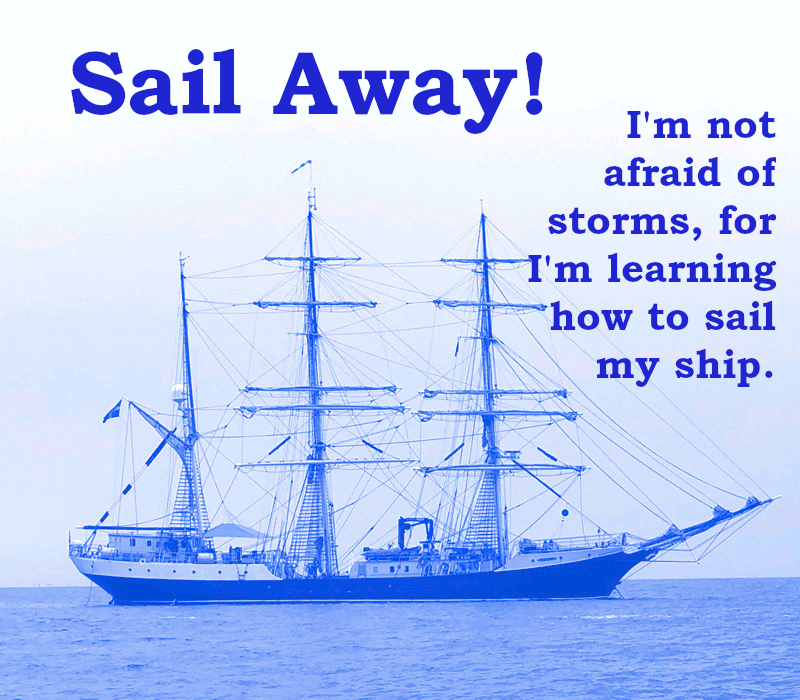 Sail Away!
I'm not
afraid of
storms, for
I'm learning
how to sail
my ship.